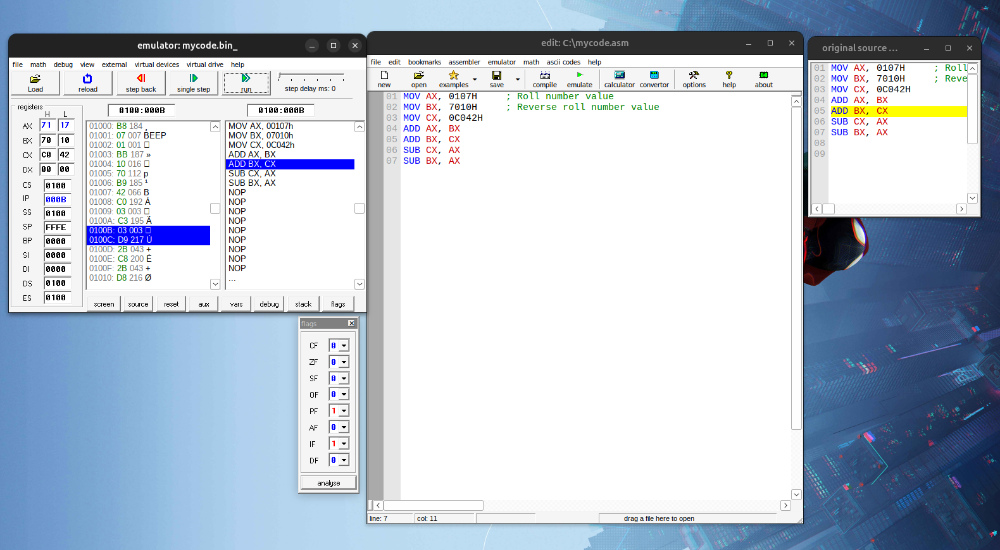 emulator: mycode.bin_
file math debug view external virtual devices virtual drive help
Load reload step back single step run step delay ms: 0
registers
H L
AX 71 17
BX 70 10
CX C0 42
DX 00 00
CS 0100
IP 000B
SS 0100
SP FFFE
BP 0000
SI 0000
DI 0000
DS 0100
ES 0100
0100:000B
0100:000B
01000: B8 184 ¸
01001: 07 007 BEEP
01002: 01 001 □
01003: BB 187 »
01004: 10 016 □
01005: 70 112 p
01006: B9 185 ¹
01007: 42 066 B
01008: C0 192 À
01009: 03 003 □
0100A: C3 195 Ã
0100B: 03 003 □
0100C: D9 217 Ù
0100D: 2B 043 +
0100E: C8 200 È
0100F: 2B 043 +
01010: D8 216 Ø
MOV AX, 00107h
MOV BX, 07010h
MOV CX, 0C042h
ADD AX, BX
ADD BX, CX
SUB CX, AX
SUB BX, AX
NOP
NOP
NOP
NOP
NOP
NOP
NOP
NOP
NOP
...
screen source reset aux vars debug stack flags
flags
CF 0
ZF 0
SF 0
OF 0
PF 1
AF 0
IF 1
DF 0
analyse
edit: C:\mycode.asm
file edit bookmarks assembler emulator math ascii codes help
new open examples save compile emulate calculator convertor options help about
01 MOV AX, 0107H ; Roll number value
02 MOV BX, 7010H ; Reverse roll number value
03 MOV CX, 0C042H
04 ADD AX, BX
05 ADD BX, CX
06 SUB CX, AX
07 SUB BX, AX
line: 7 col: 11 drag a file here to open
original source ...
01 MOV AX, 0107H ; Roll
02 MOV BX, 7010H ; Reve
03 MOV CX, 0C042H
04 ADD AX, BX
05 ADD BX, CX
06 SUB CX, AX
07 SUB BX, AX
08
09